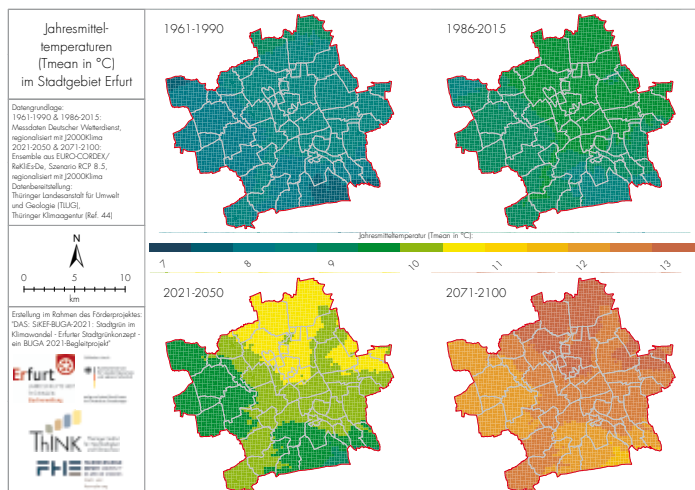 Jahresmittel-
temperaturen
(Tmean in °C)
im Stadtgebiet Erfurt
Datengrundlage:
1961-1990 & 1986-2015:
Messdaten Deutscher Wetterdienst,
regionalisiert mit J2000Klima
2021-2050 & 2071-2100:
Ensemble aus EURO-CORDEX/
ReKliEs-De, Szenario RCP 8.5,
regionalisiert mit J2000Klima
Datenbereitstellung:
Thüringer Landesanstalt für Umwelt
und Geologie (TLUG),
Thüringer Klimaagentur (Ref. 44)
N
0 5 10
km
Erstellung im Rahmen des Förderprojektes:
"DAS: SiKEF-BUGA-2021: Stadtgrün im
Klimawandel - Erfurter Stadtgrünkonzept -
ein BUGA 2021-Begleitprojekt"
Erfurt
ThINK
FHE
1961-1990
1986-2015
Jahresmitteltemperatur (Tmean in °C):
7 8 9 10 11 12 13
2021-2050
2071-2100